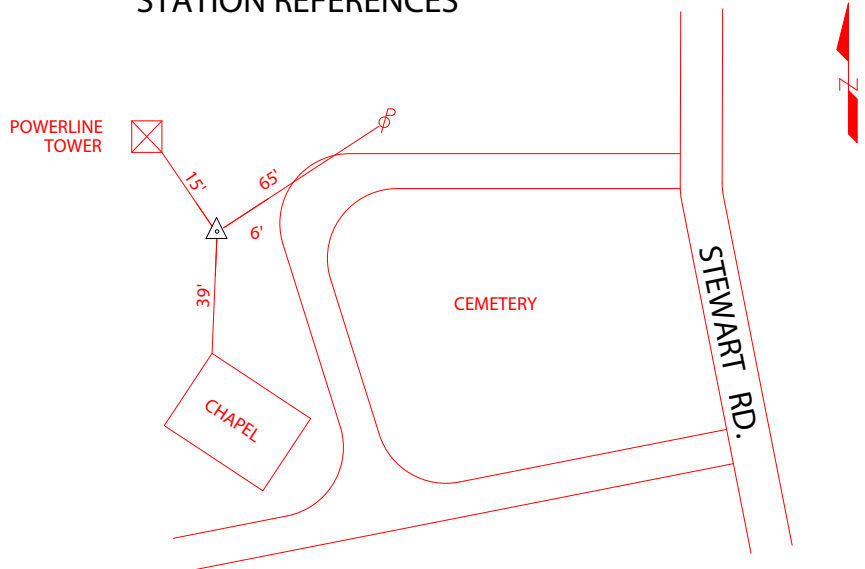 STATION REFERENCES
POWERLINE
TOWER
15'
65'
6'
39'
CHAPEL
CEMETERY
STEWART RD.
N
P